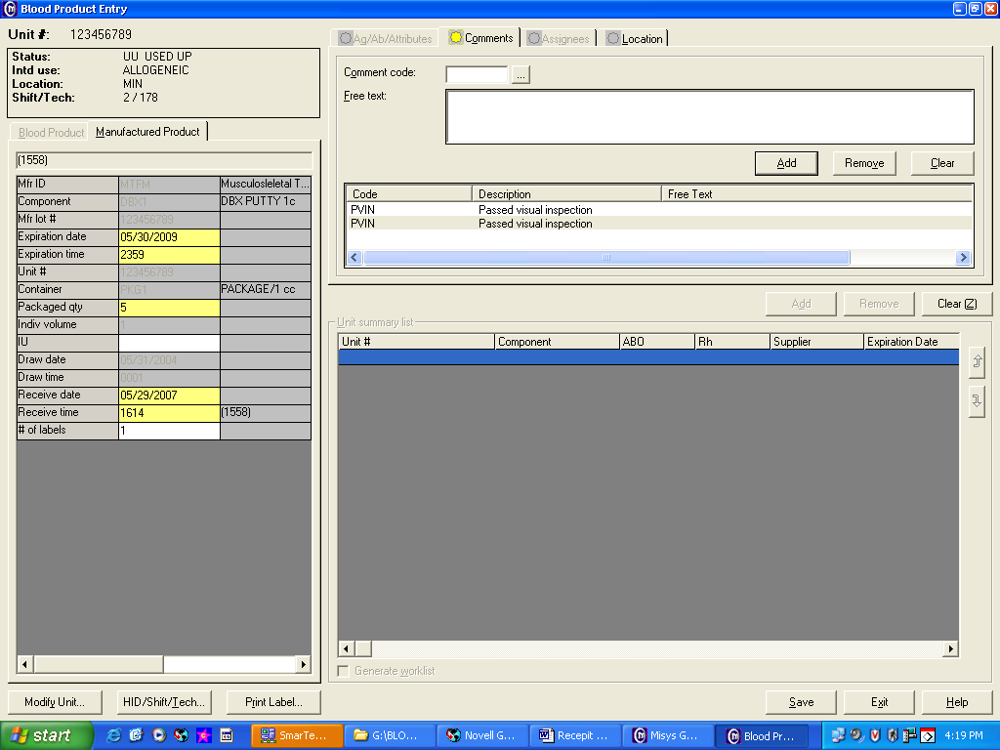 Blood Product Entry
Unit #: 123456789
Status: UU USED UP
Intd use: ALLOGENEIC
Location: MIN
Shift/Tech: 2 / 178
Blood Product Manufactured Product
(1558)
Mfr ID MTFM Musculosleletal T...
Component DBX1 DBX PUTTY 1c
Mfr lot # 123456789
Expiration date 05/30/2009
Expiration time 2359
Unit # 123456789
Container PKG1 PACKAGE/1 cc
Packaged qty 5
Indiv volume 1
IU
Draw date 05/31/2004
Draw time 0001
Receive date 05/29/2007
Receive time 1614 (1558)
# of labels 1
Modify Unit... HID/Shift/Tech... Print Label...
Ag/Ab/Attributes Comments Assignees Location
Comment code: ...
Free text:
Add Remove Clear
Code Description Free Text
PVIN Passed visual inspection
PVIN Passed visual inspection
Add Remove Clear (Z)
Unit summary list
Unit # Component ABO Rh Supplier Expiration Date
Generate worklist
Save Exit Help
start SmarTe... G:\BLO... Novell G... Recepit ... Misys G... Blood Pr... 4:19 PM